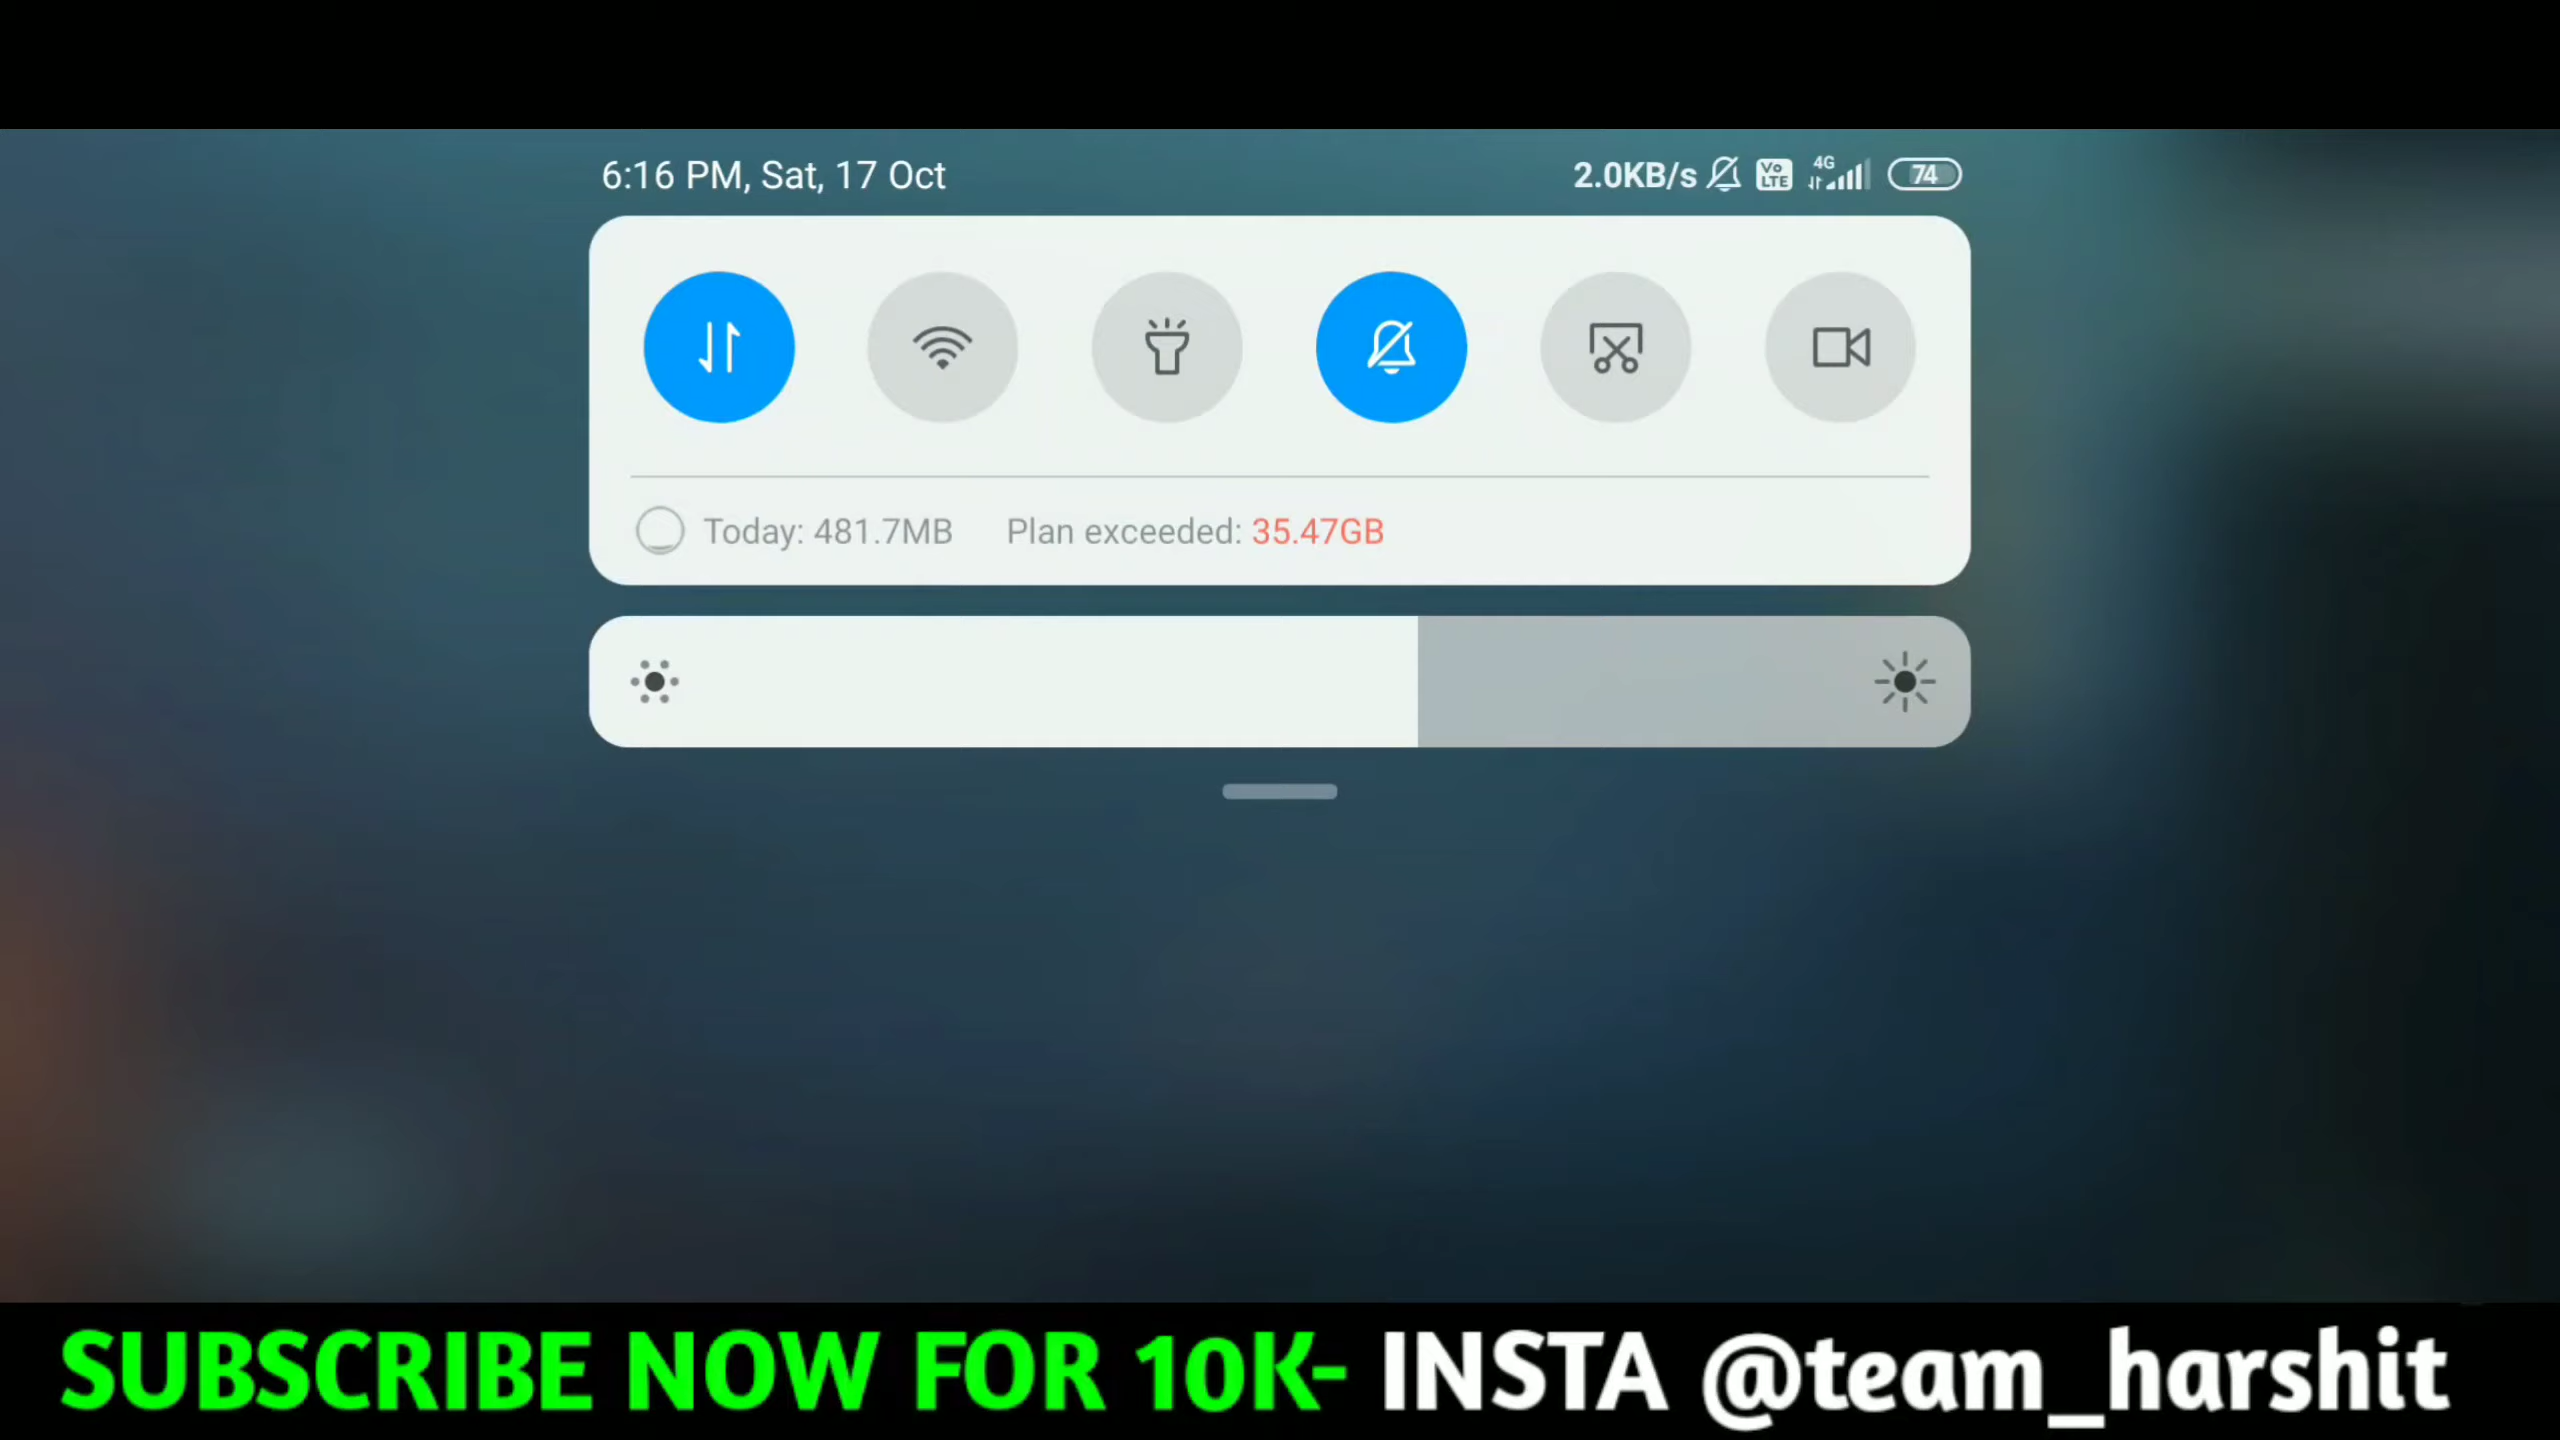 6:16 PM, Sat, 17 Oct 2.0KB/s Vo LTE 4G 74
Today: 481.7MB Plan exceeded: 35.47GB
SUBSCRIBE NOW FOR 10K- INSTA @team_harshit